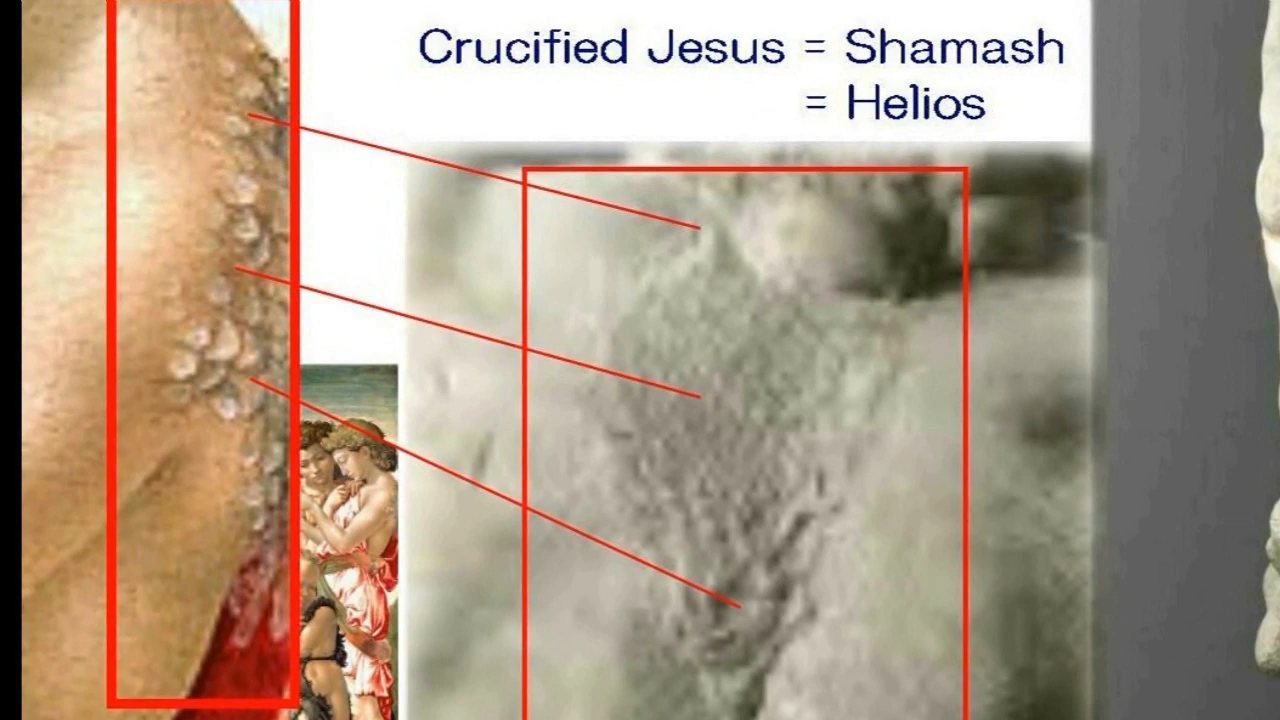 Crucified Jesus = Shamash
= Helios